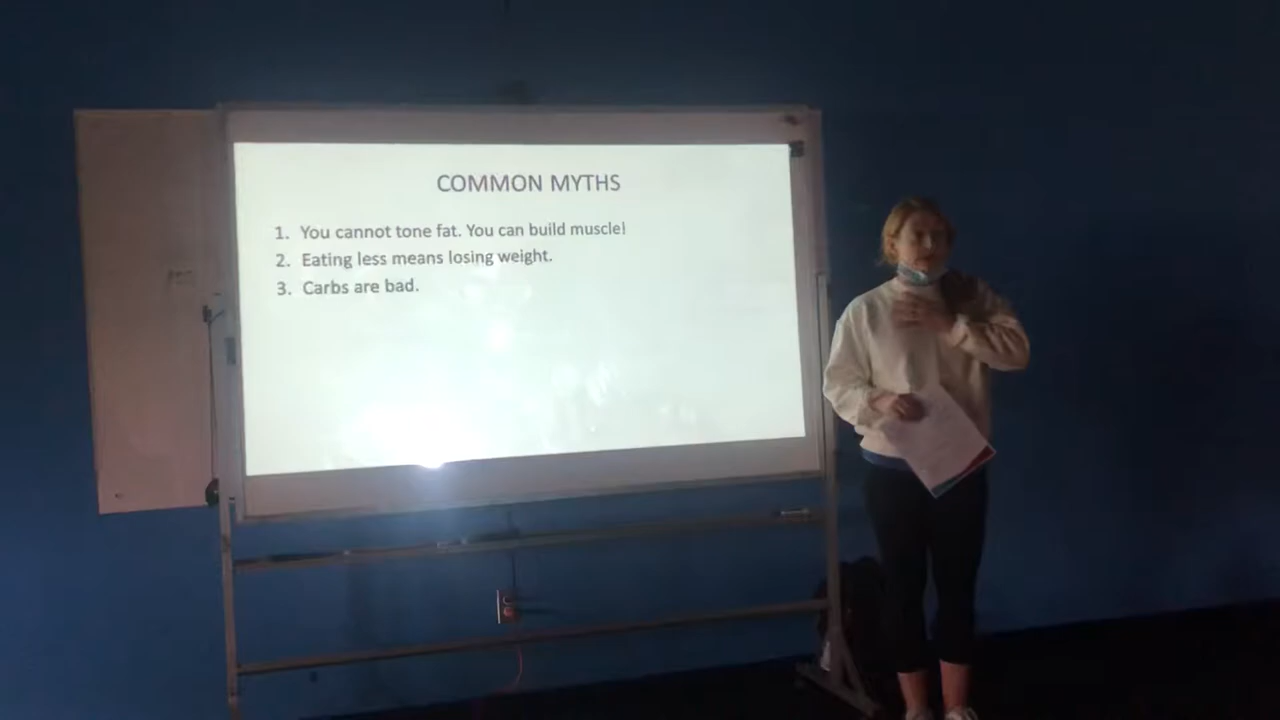 COMMON MYTHS
1. You cannot tone fat. You can build muscle!
2. Eating less means losing weight.
3. Carbs are bad.